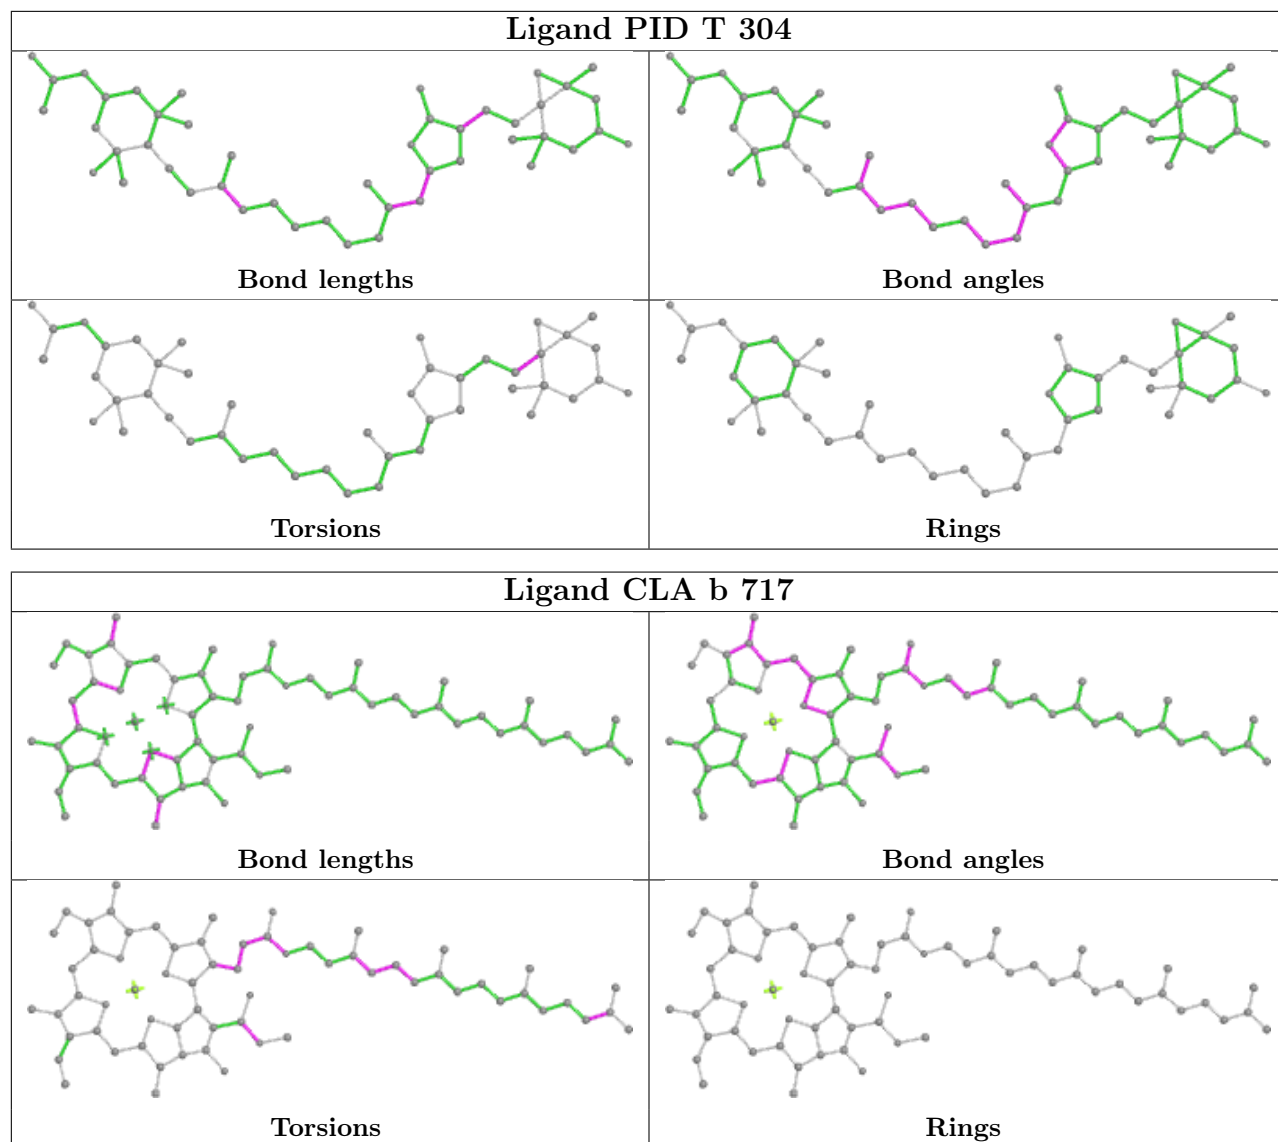 Ligand PID T 304
Bond lengths
Bond angles
Torsions
Rings
Ligand CLA b 717
Bond lengths
Bond angles
Torsions
Rings